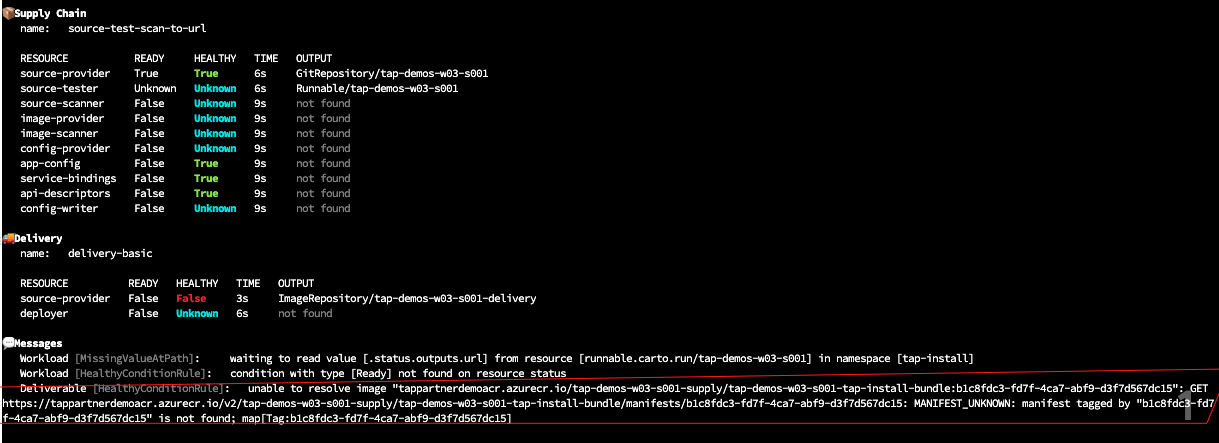 📦Supply Chain
name: source-test-scan-to-url
RESOURCE READY HEALTHY TIME OUTPUT
source-provider True True 6s GitRepository/tap-demos-w03-s001
source-tester Unknown Unknown 6s Runnable/tap-demos-w03-s001
source-scanner False Unknown 9s not found
image-provider False Unknown 9s not found
image-scanner False Unknown 9s not found
config-provider False Unknown 9s not found
app-config False True 9s not found
service-bindings False True 9s not found
api-descriptors False True 9s not found
config-writer False Unknown 9s not found
🚚Delivery
name: delivery-basic
RESOURCE READY HEALTHY TIME OUTPUT
source-provider False False 3s ImageRepository/tap-demos-w03-s001-delivery
deployer False Unknown 6s not found
💬Messages
Workload [MissingValueAtPath]: waiting to read value [.status.outputs.url] from resource [runnable.carto.run/tap-demos-w03-s001] in namespace [tap-install]
Workload [HealthyConditionRule]: condition with type [Ready] not found on resource status
Deliverable [HealthyConditionRule]: unable to resolve image "tappartnerdemoacr.azurecr.io/tap-demos-w03-s001-supply/tap-demos-w03-s001-tap-install-bundle:b1c8fdc3-fd7f-4ca7-abf9-d3f7d567dc15": GET
https://tappartnerdemoacr.azurecr.io/v2/tap-demos-w03-s001-supply/tap-demos-w03-s001-tap-install-bundle/manifests/b1c8fdc3-fd7f-4ca7-abf9-d3f7d567dc15: MANIFEST_UNKNOWN: manifest tagged by "b1c8fdc3-fd7
f-4ca7-abf9-d3f7d567dc15" is not found; map[Tag:b1c8fdc3-fd7f-4ca7-abf9-d3f7d567dc15]
1